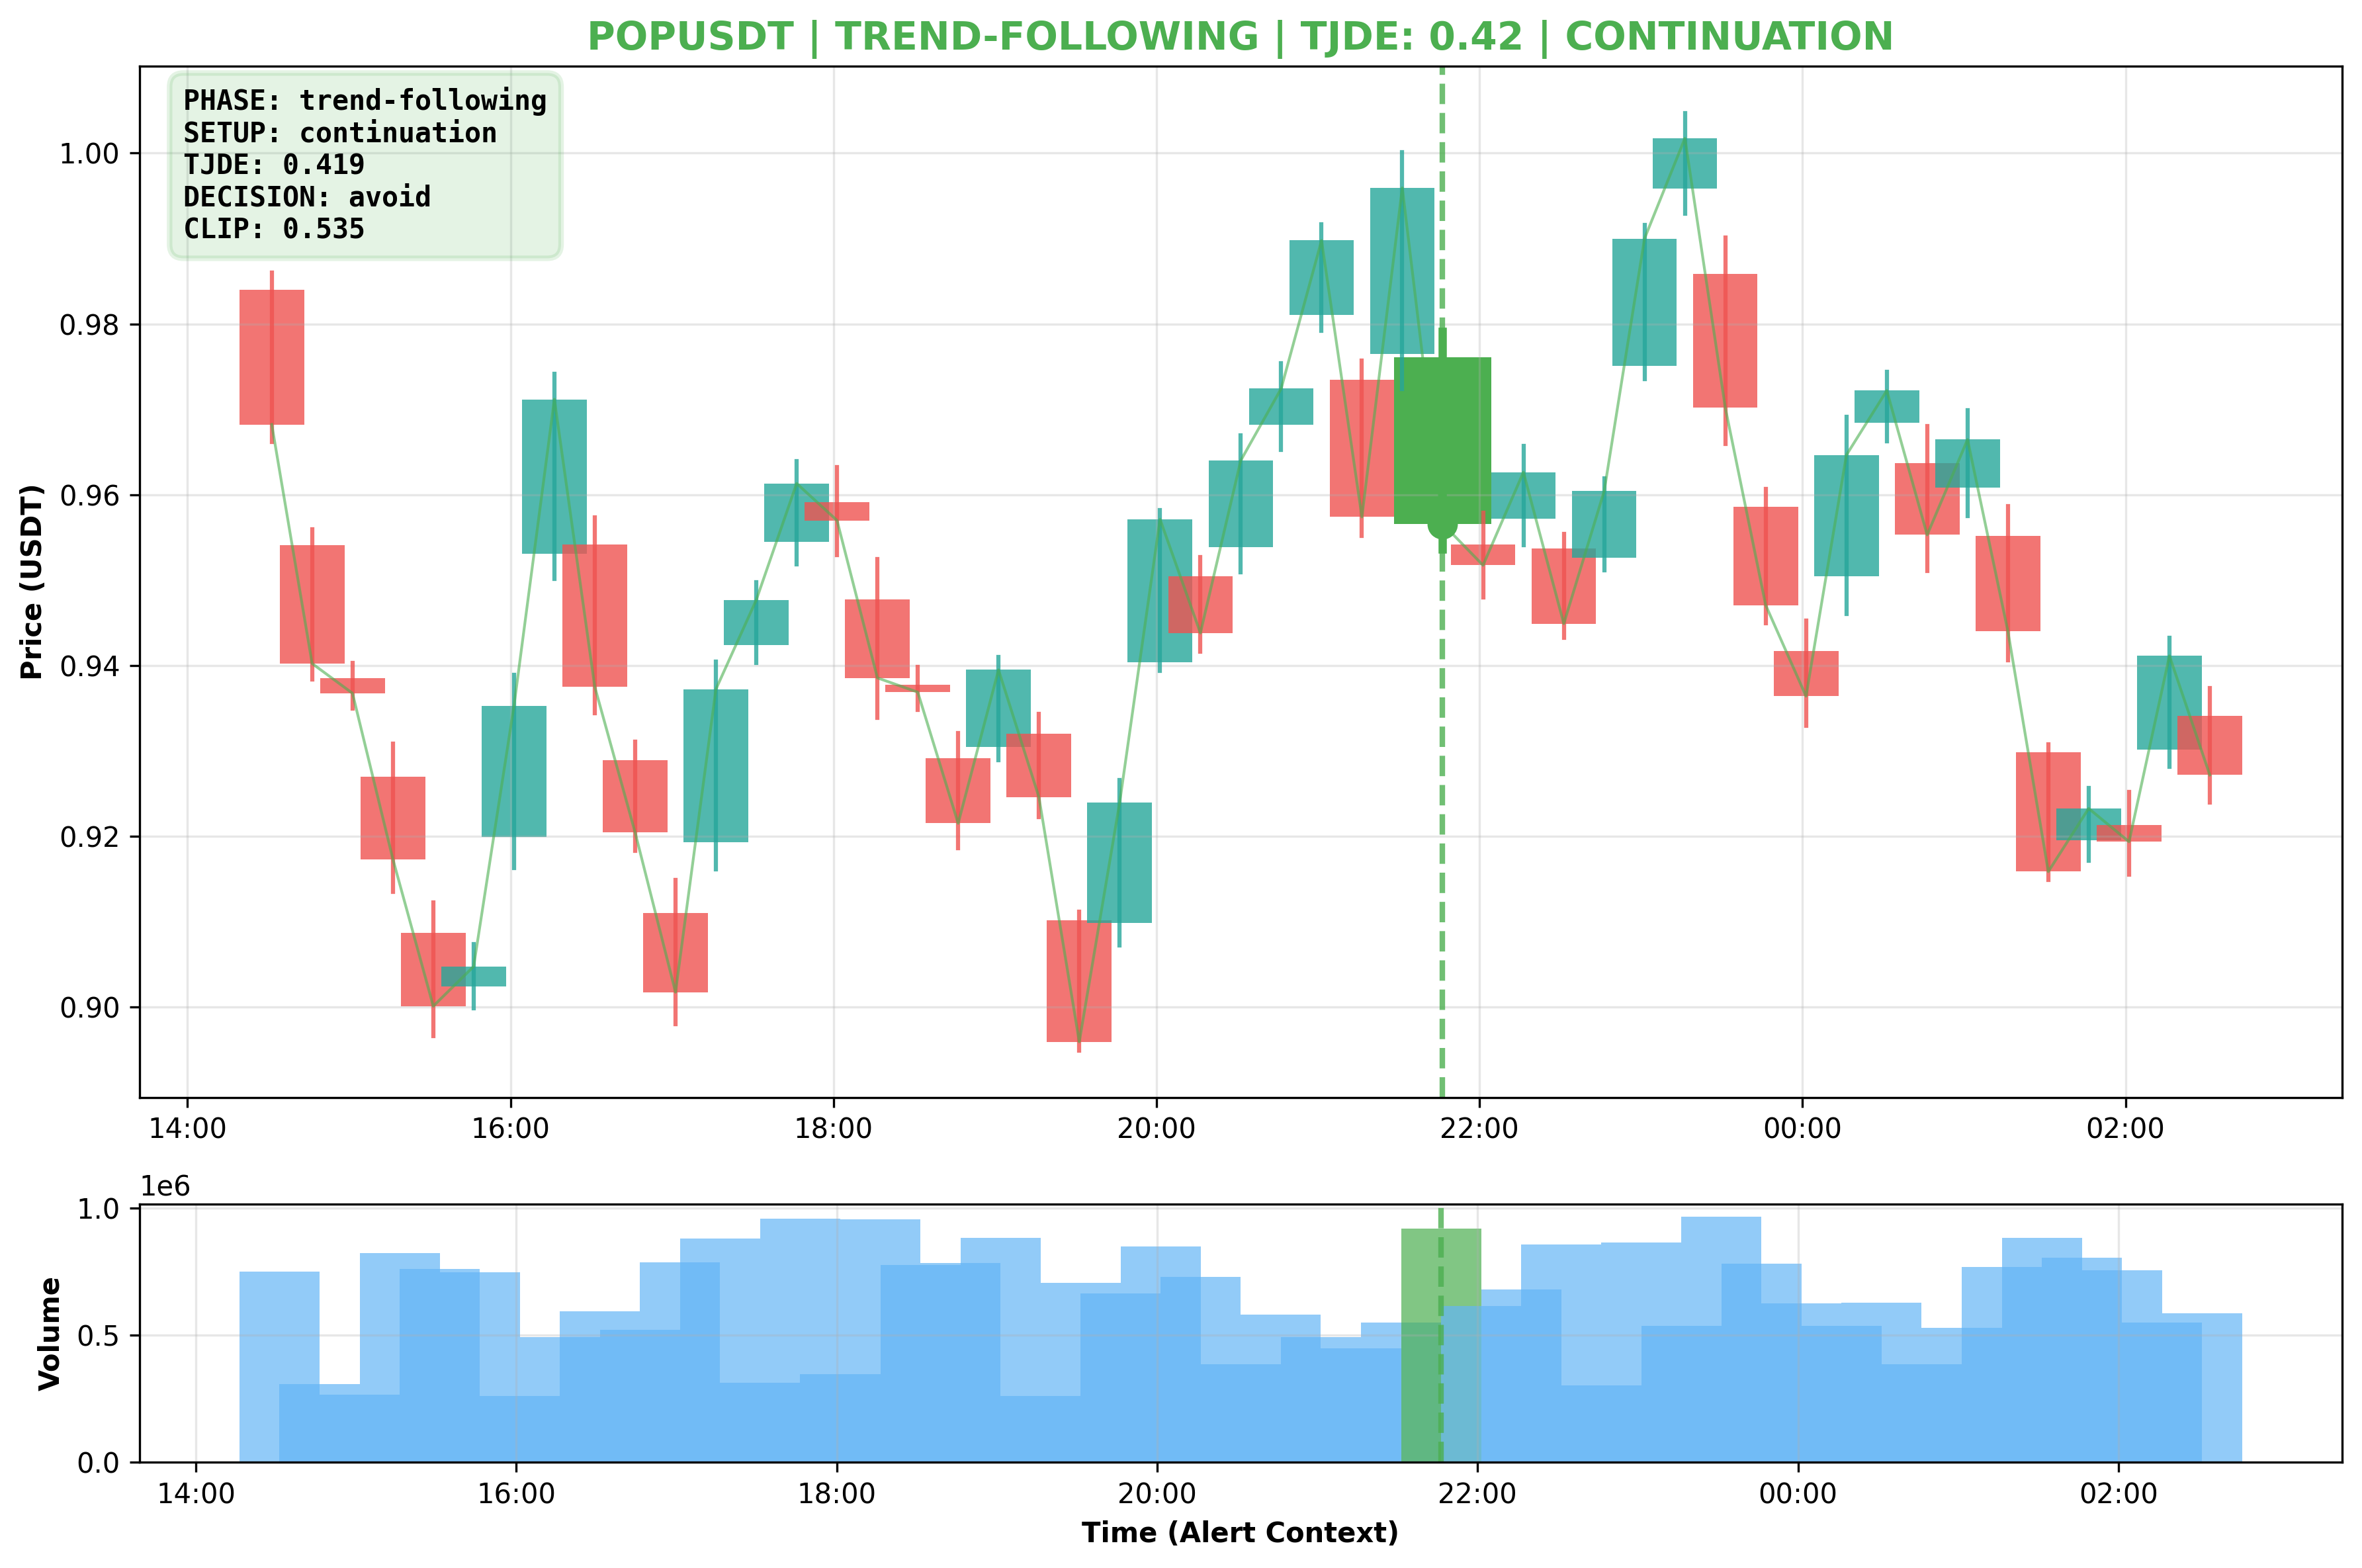 POPUSDT | TREND-FOLLOWING | TJDE: 0.42 | CONTINUATION
PHASE: trend-following
SETUP: continuation
TJDE: 0.419
DECISION: avoid
CLIP: 0.535
Price (USDT)
1.00
0.98
0.96
0.94
0.92
0.90
14:00 16:00 18:00 20:00 22:00 00:00 02:00
1e6
Volume
1.0
0.5
0.0
14:00 16:00 18:00 20:00 22:00 00:00 02:00
Time (Alert Context)